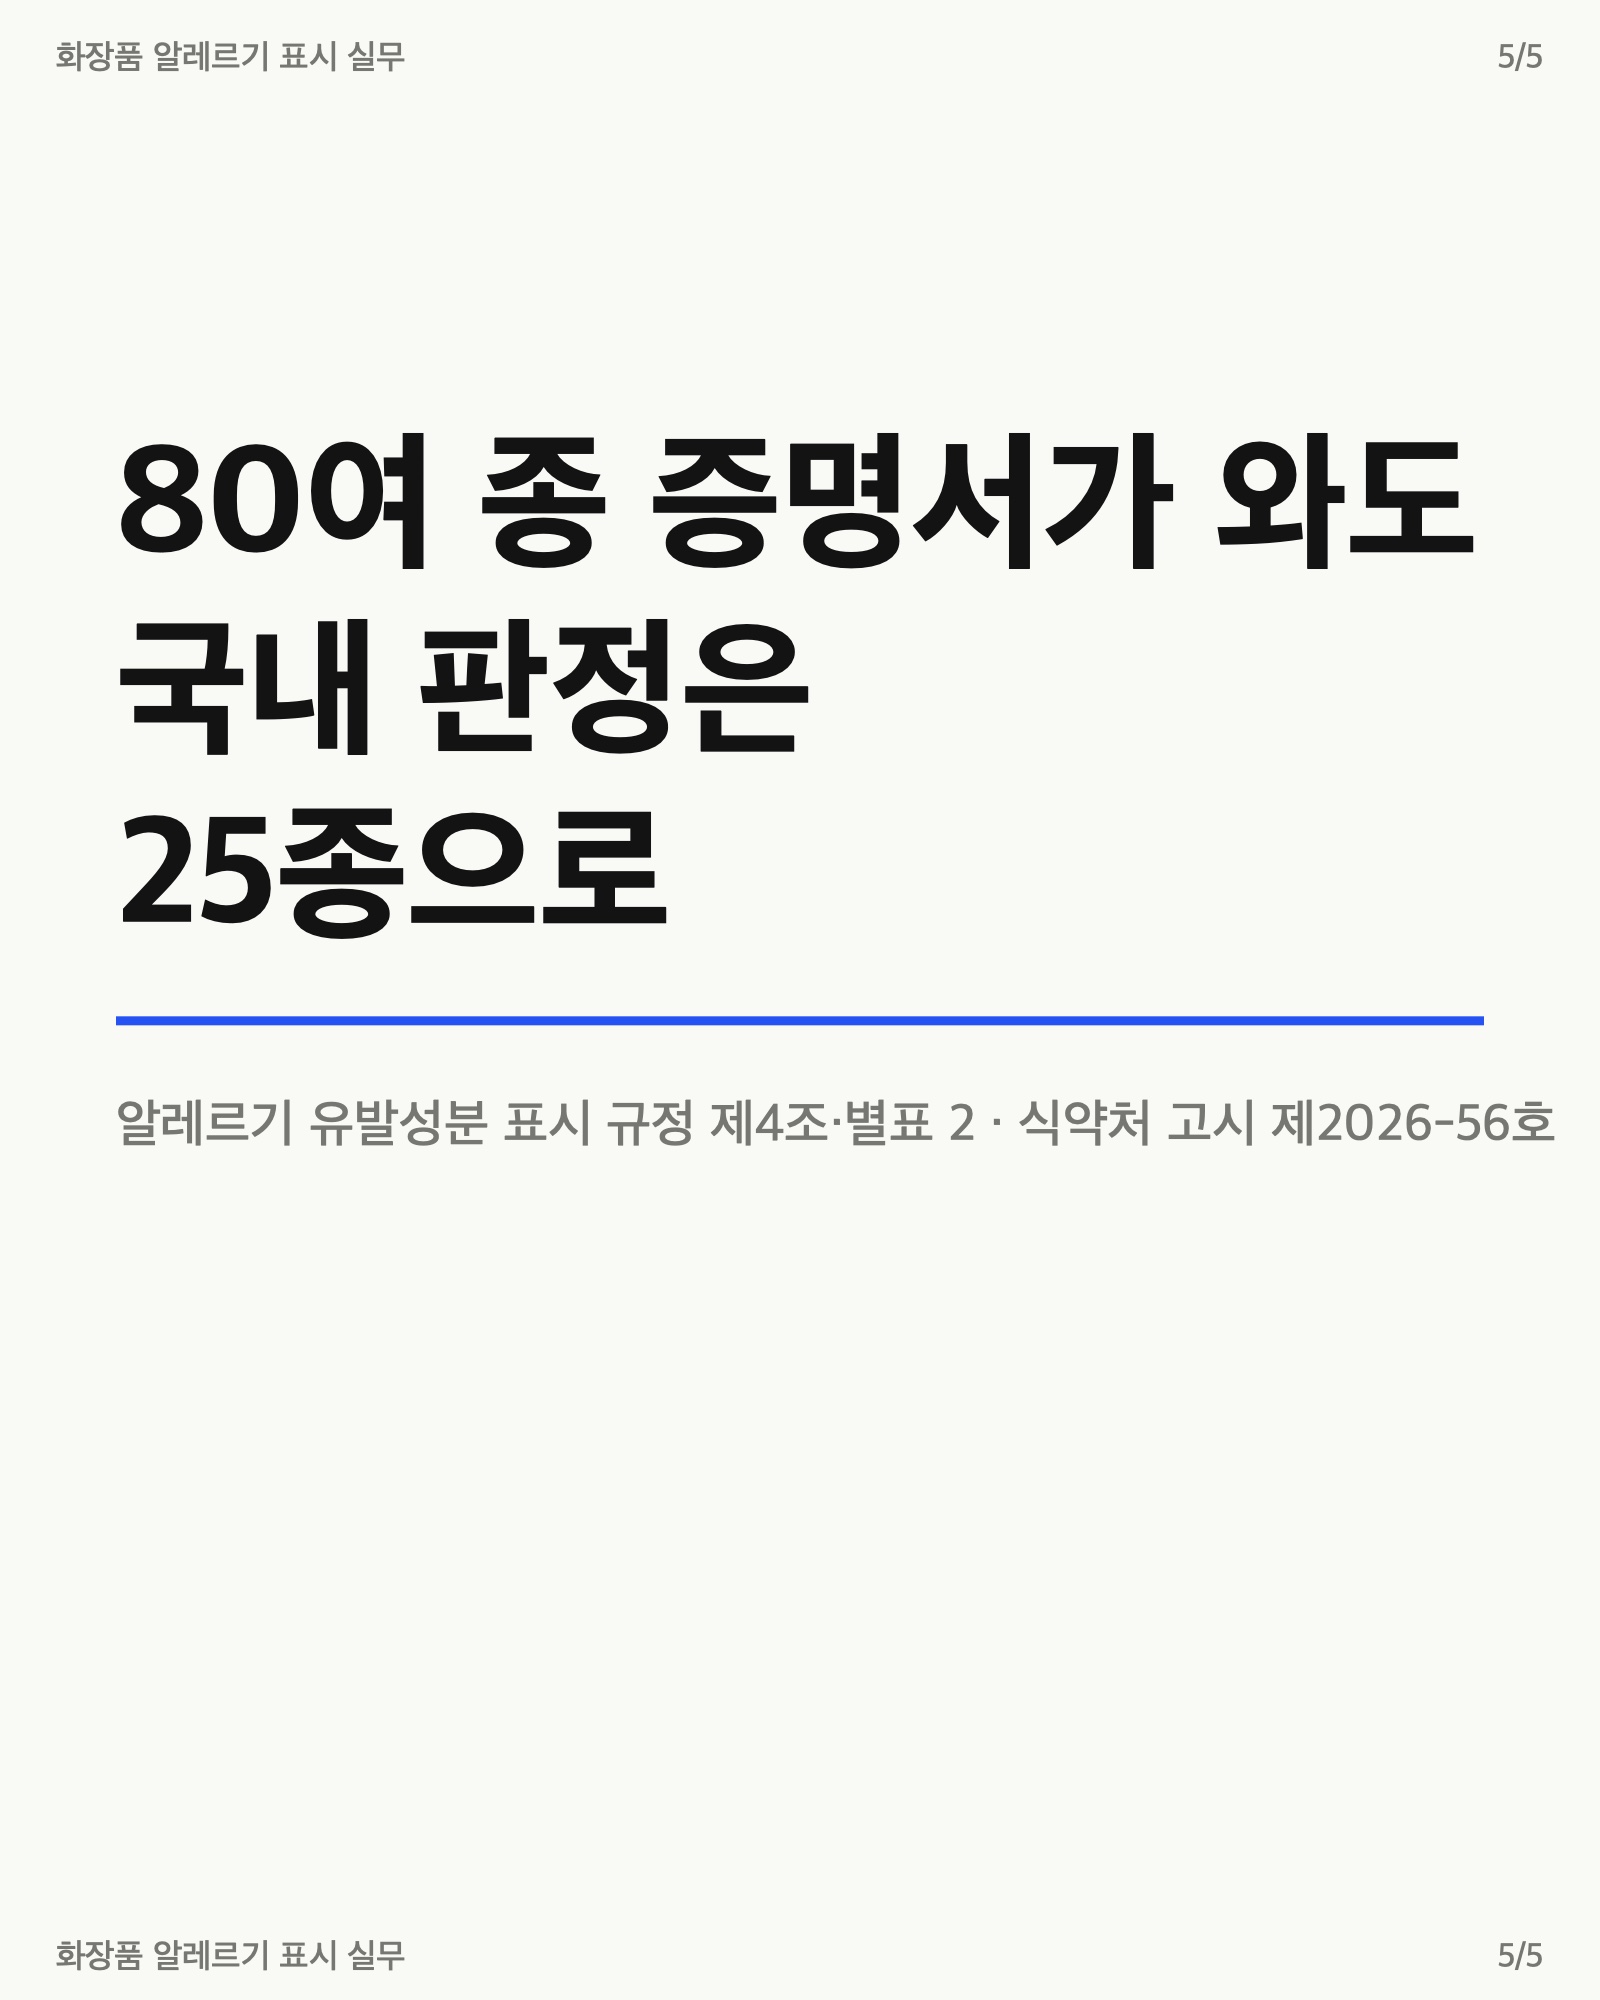 화장품 알레르기 표시 실무
5/5
80여 종 증명서가 와도
국내 판정은
25종으로
알레르기 유발성분 표시 규정 제4조·별표 2 · 식약처 고시 제2026-56호
화장품 알레르기 표시 실무
5/5